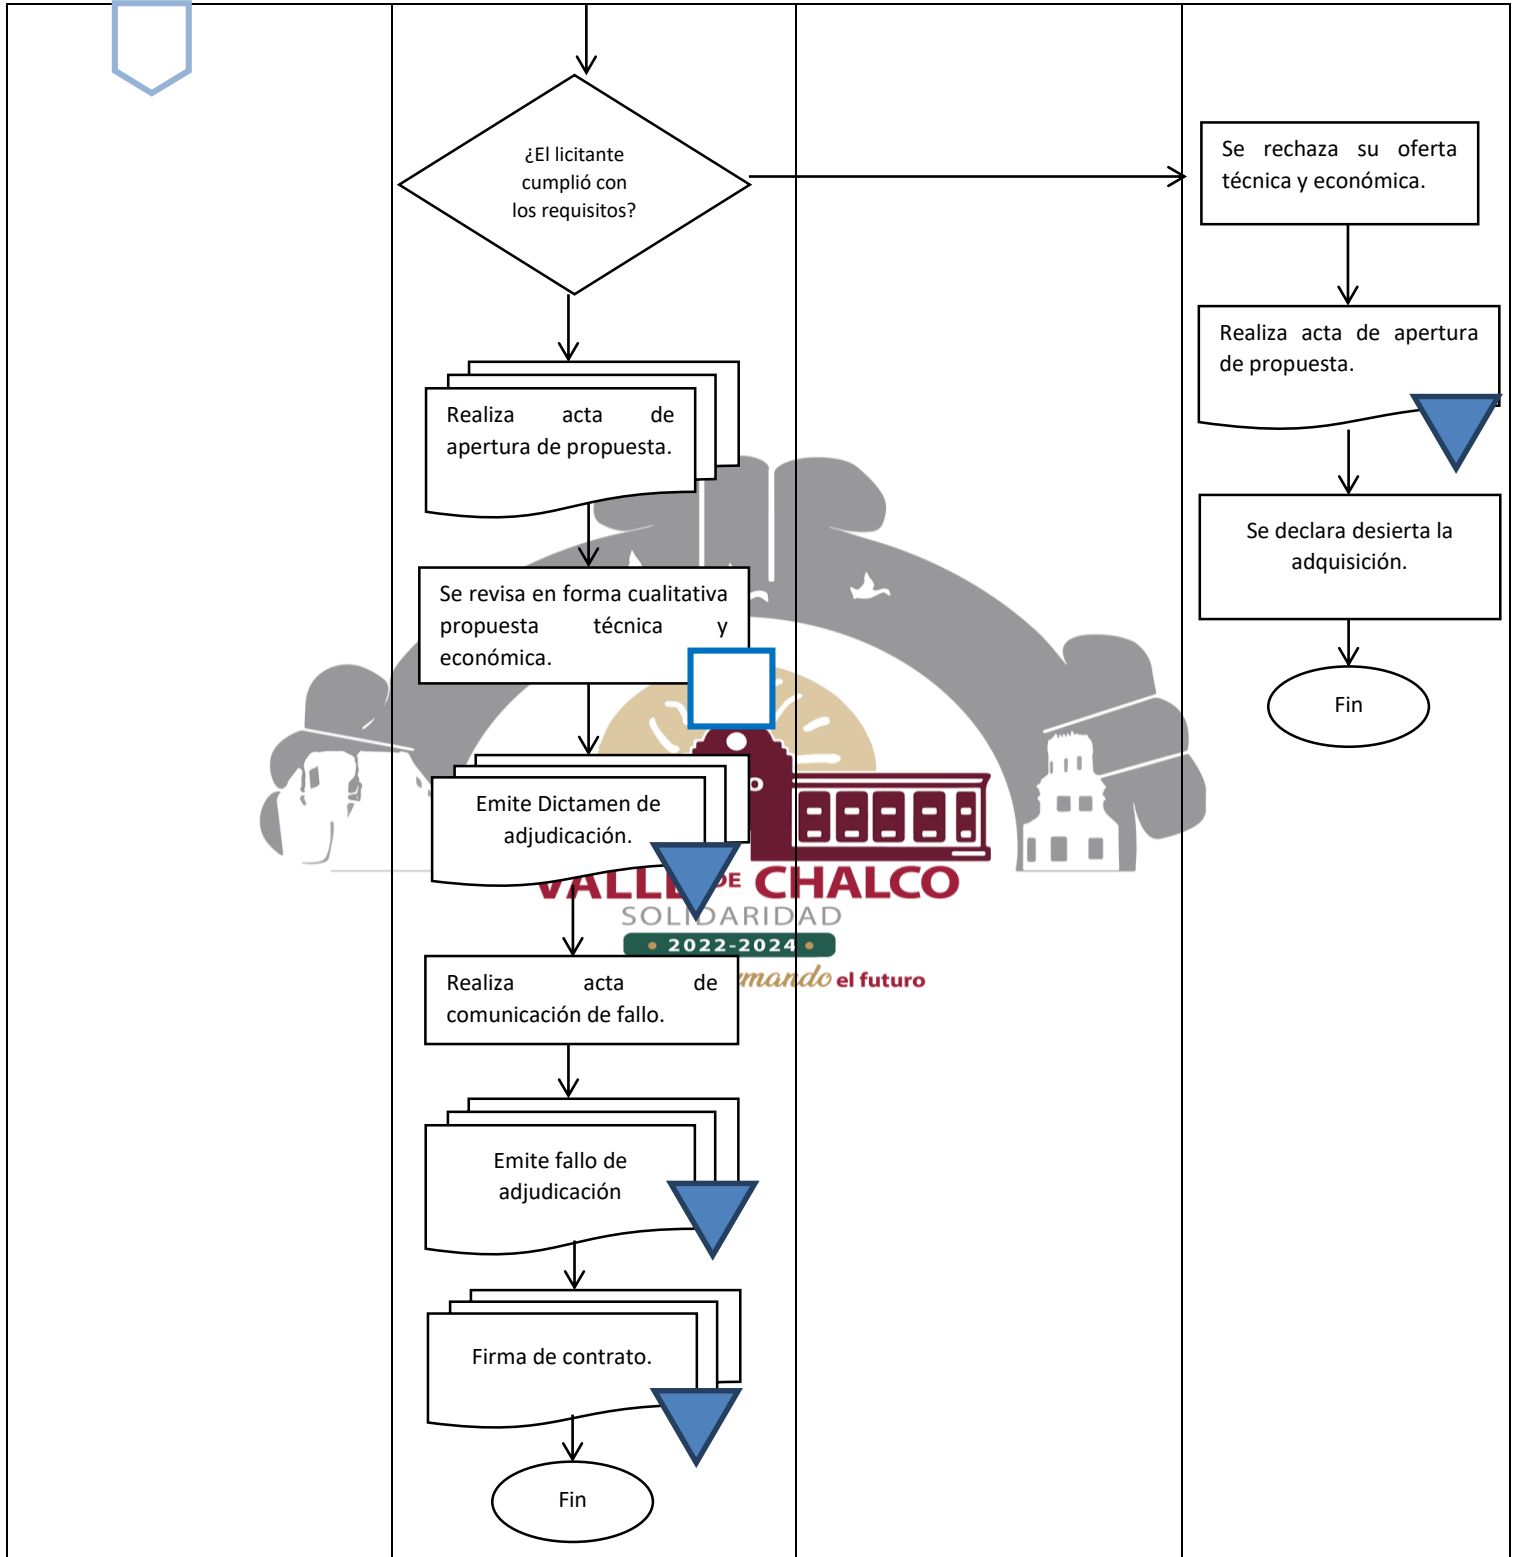 ¿El licitante
cumplió con
los requisitos?
Se rechaza su oferta
técnica y económica.
Realiza acta de apertura
de propuesta.
Realiza acta de
apertura de propuesta.
Se declara desierta la
adquisición.
Se revisa en forma cualitativa
propuesta técnica y
económica.
Fin
Emite Dictamen de
adjudicación.
DE CHALCO
SOLIDARIDAD
• 2022-2024 •
el futuro
Realiza acta de
comunicación de fallo.
Emite fallo de
adjudicación
Firma de contrato.
Fin